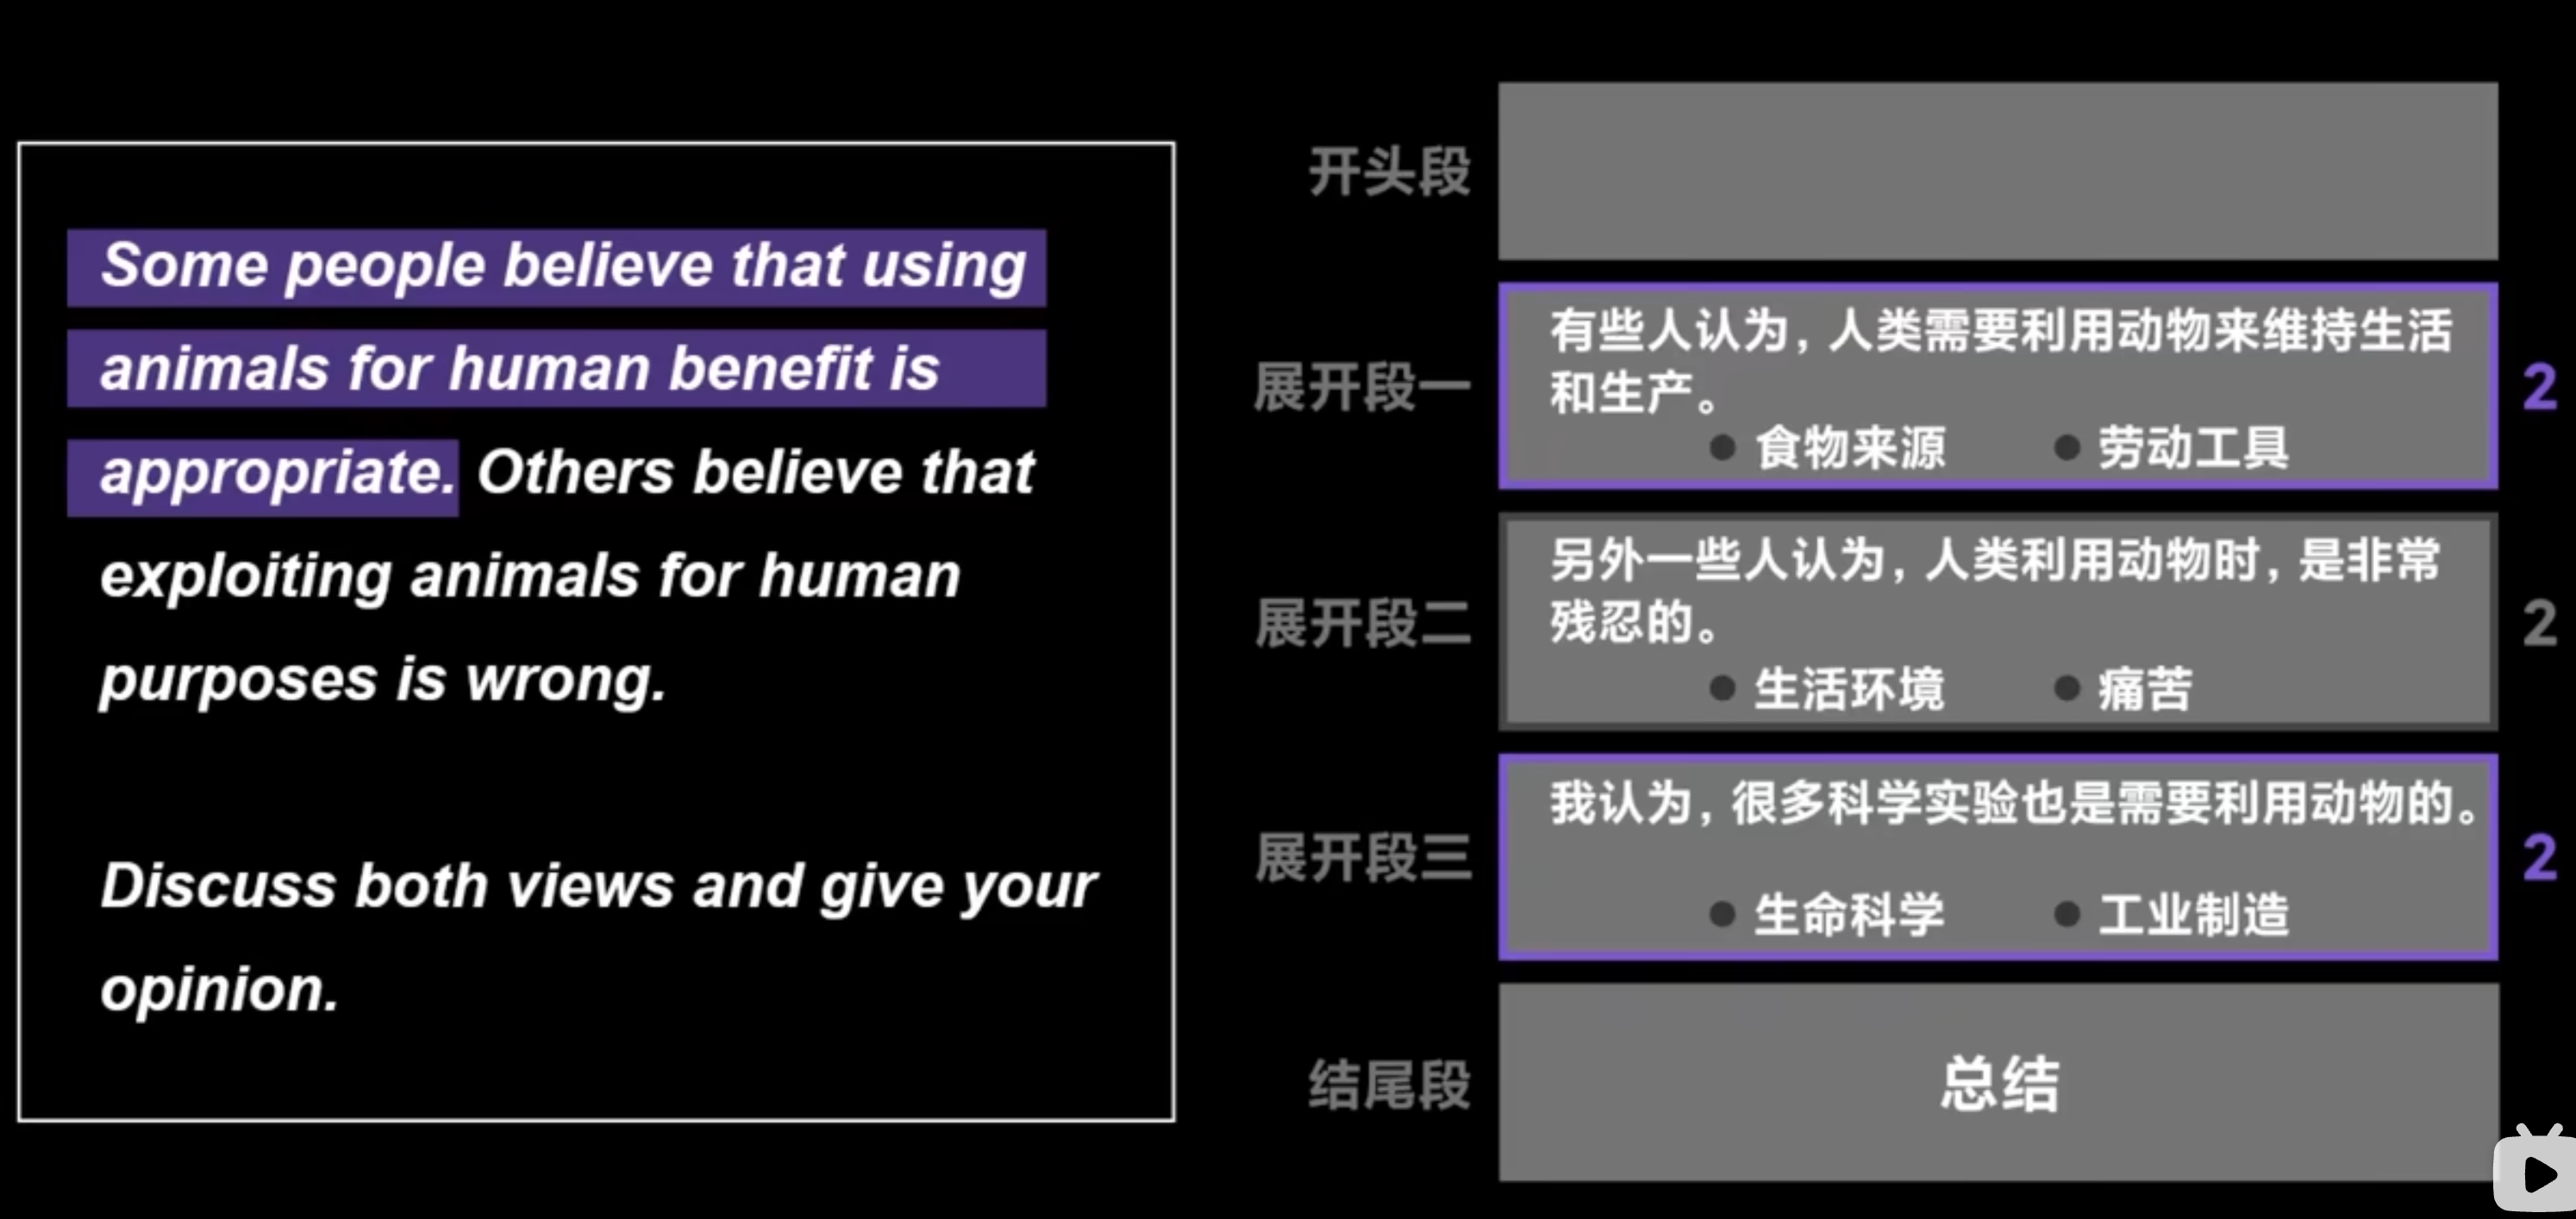 Some people believe that using
animals for human benefit is
appropriate. Others believe that
exploiting animals for human
purposes is wrong.
Discuss both views and give your
opinion.
开头段
展开段一
有些人认为，人类需要利用动物来维持生活
和生产。
● 食物来源 ● 劳动工具
2
展开段二
另外一些人认为，人类利用动物时，是非常
残忍的。
● 生活环境 ● 痛苦
2
展开段三
我认为，很多科学实验也是需要利用动物的。
● 生命科学 ● 工业制造
2
结尾段
总结